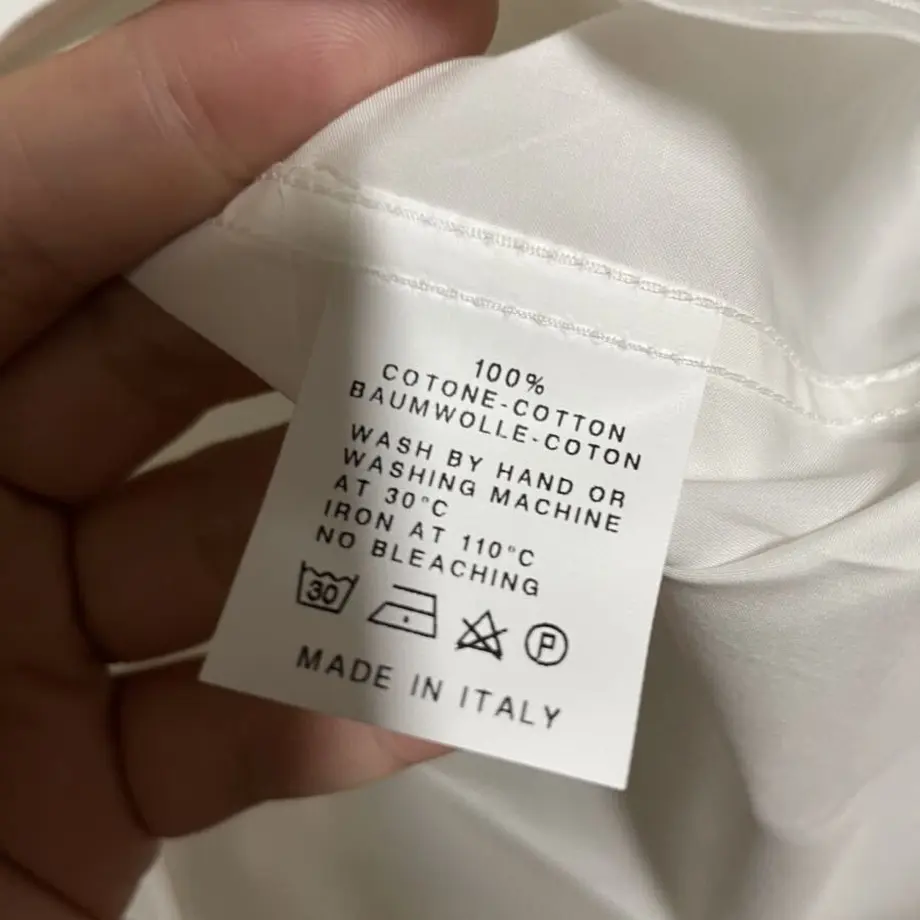 100%
COTONE-COTTON
BAUMWOLLE-COTON
WASH BY HAND OR
WASHING MACHINE
AT 30°C
IRON AT 110°C
NO BLEACHING
30 P
MADE IN ITALY